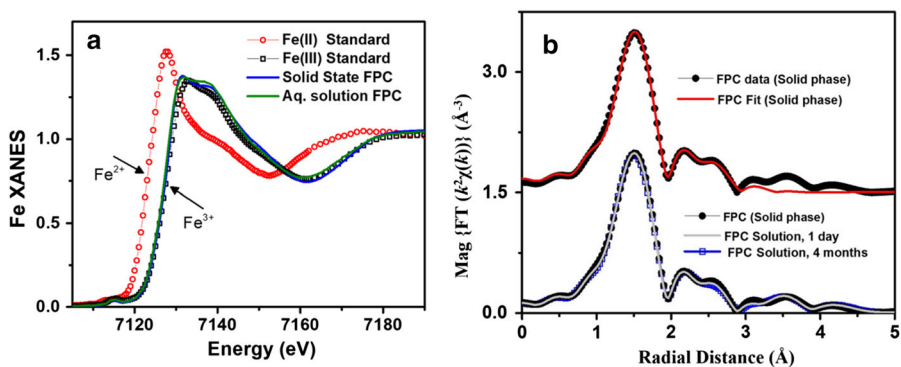 a
Fe(II) Standard
Fe(III) Standard
Solid State FPC
Aq. solution FPC
Fe²⁺
Fe³⁺
Fe XANES
1.5
1.0
0.5
0.0
7120
7140
7160
7180
Energy (eV)
b
FPC data (Solid phase)
FPC Fit (Solid phase)
FPC (Solid phase)
FPC Solution, 1 day
FPC Solution, 4 months
Mag {FT (k²χ(k))} (Å⁻³)
3.0
1.5
0.0
0
1
2
3
4
5
Radial Distance (Å)